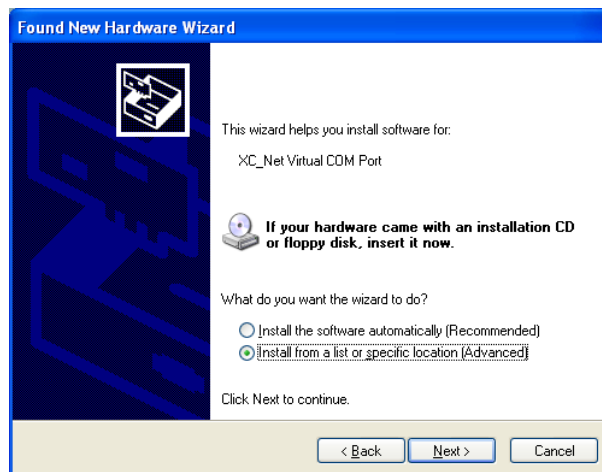 Found New Hardware Wizard
This wizard helps you install software for:
XC_Net Virtual COM Port
If your hardware came with an installation CD
or floppy disk, insert it now.
What do you want the wizard to do?
Install the software automatically (Recommended)
Install from a list or specific location (Advanced)
Click Next to continue.
< Back Next > Cancel